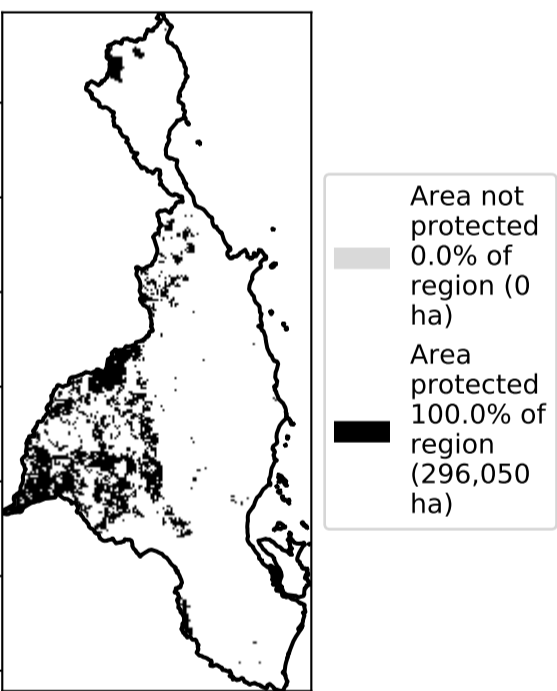 Area not
protected
0.0% of
region (0
ha)
Area
protected
100.0% of
region
(296,050
ha)